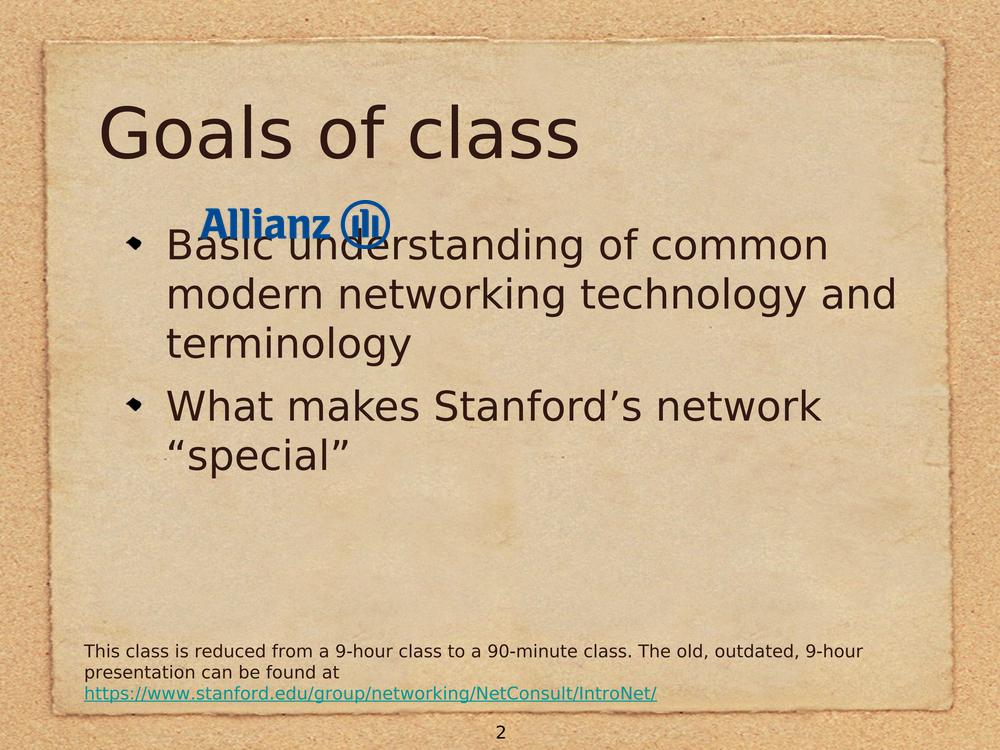 Goals of class
Allianz
Basic understanding of common
modern networking technology and
terminology
What makes Stanford’s network
“special”
This class is reduced from a 9-hour class to a 90-minute class. The old, outdated, 9-hour
presentation can be found at
https://www.stanford.edu/group/networking/NetConsult/IntroNet/
2